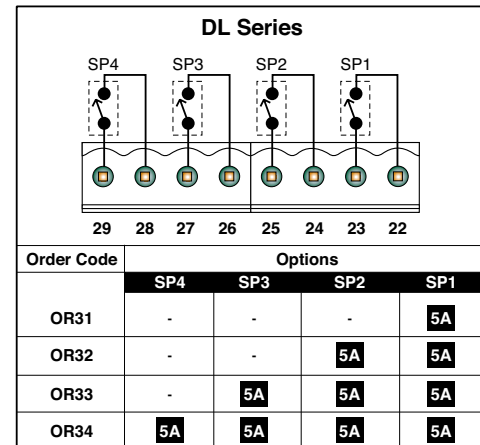 DL Series
SP4 SP3 SP2 SP1
29 28 27 26 25 24 23 22
Order Code Options
SP4 SP3 SP2 SP1
OR31 - - - 5A
OR32 - - 5A 5A
OR33 - 5A 5A 5A
OR34 5A 5A 5A 5A